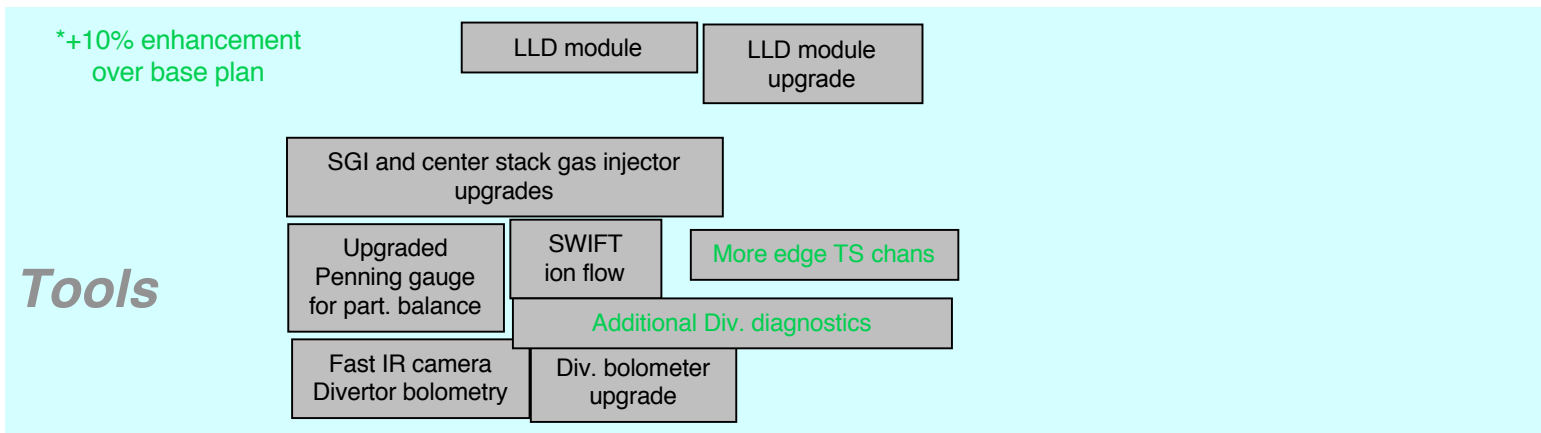 *+10% enhancement
over base plan
LLD module
LLD module
upgrade
SGI and center stack gas injector
upgrades
Tools
Upgraded
Penning gauge
for part. balance
SWIFT
ion flow
More edge TS chans
Additional Div. diagnostics
Fast IR camera
Divertor bolometry
Div. bolometer
upgrade